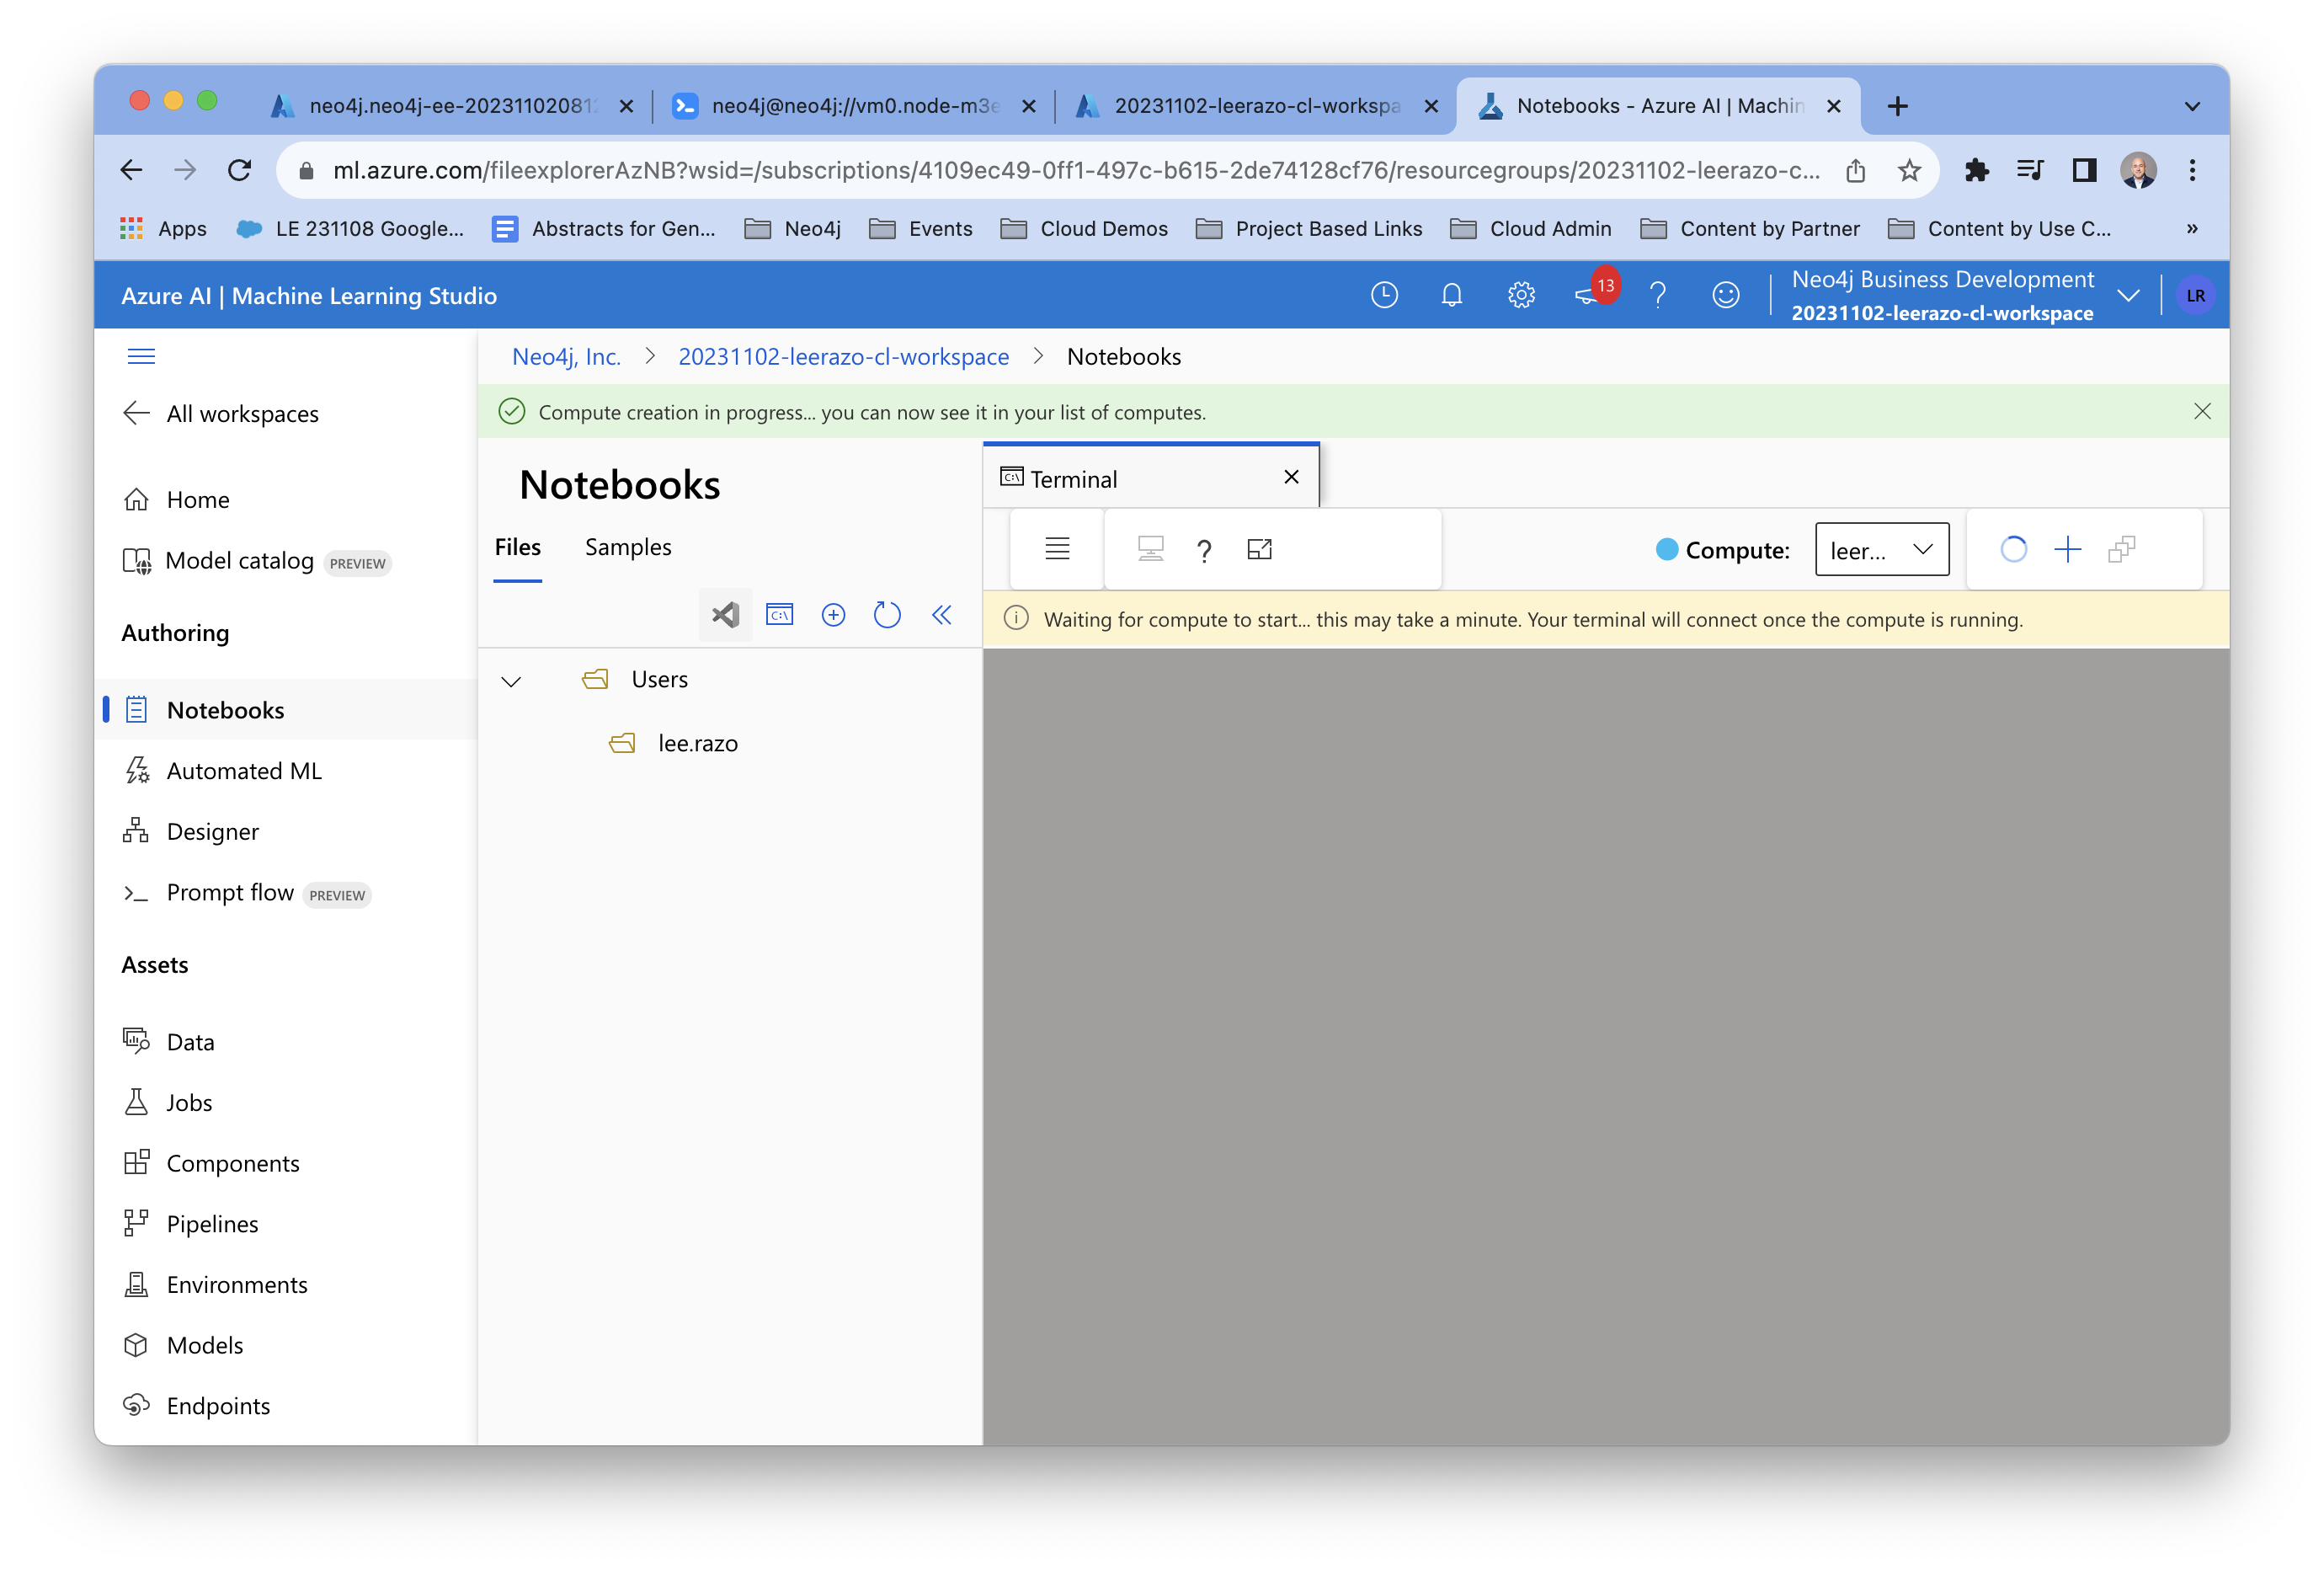 neo4j.neo4j-ee-202311020812
neo4j@neo4j://vm0.node-m3e
20231102-leerazo-cl-workspa
Notebooks - Azure AI | Machin
ml.azure.com/fileexplorerAzNB?wsid=/subscriptions/4109ec49-0ff1-497c-b615-2de74128cf76/resourcegroups/20231102-leerazo-c...
Apps
LE 231108 Google...
Abstracts for Gen...
Neo4j
Events
Cloud Demos
Project Based Links
Cloud Admin
Content by Partner
Content by Use C...
»
Azure AI | Machine Learning Studio
13
Neo4j Business Development
20231102-leerazo-cl-workspace
LR
Neo4j, Inc. > 20231102-leerazo-cl-workspace > Notebooks
Compute creation in progress... you can now see it in your list of computes.
All workspaces
Home
Model catalog PREVIEW
Authoring
Notebooks
Automated ML
Designer
Prompt flow PREVIEW
Assets
Data
Jobs
Components
Pipelines
Environments
Models
Endpoints
Notebooks
Files
Samples
Users
lee.razo
Terminal
?
Compute:
leer...
Waiting for compute to start... this may take a minute. Your terminal will connect once the compute is running.